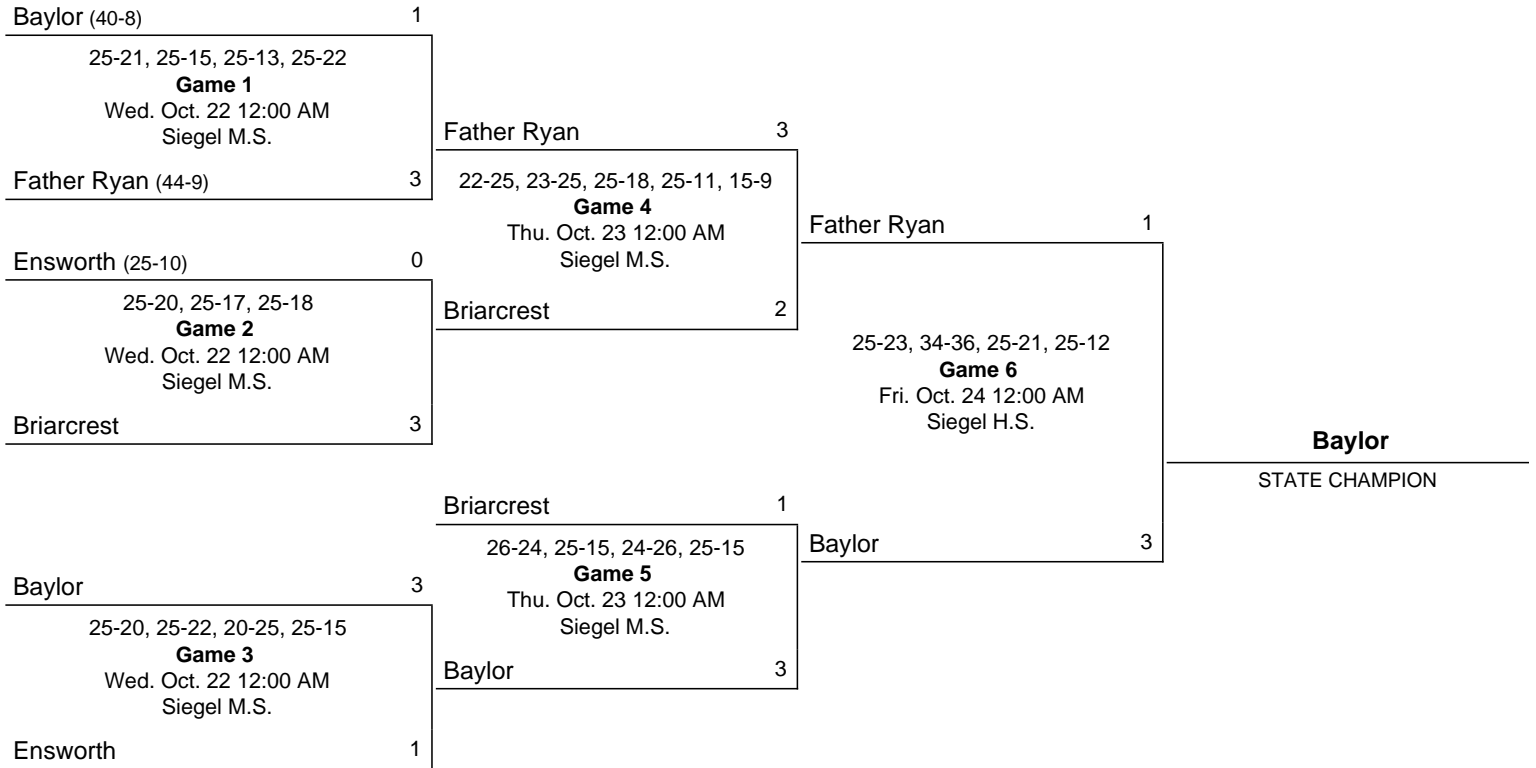 Baylor (40-8) 1
25-21, 25-15, 25-13, 25-22
Game 1
Wed. Oct. 22 12:00 AM
Siegel M.S.
Father Ryan (44-9) 3
Ensworth (25-10) 0
25-20, 25-17, 25-18
Game 2
Wed. Oct. 22 12:00 AM
Siegel M.S.
Briarcrest 3
Baylor 3
25-20, 25-22, 20-25, 25-15
Game 3
Wed. Oct. 22 12:00 AM
Siegel M.S.
Ensworth 1
Father Ryan 3
22-25, 23-25, 25-18, 25-11, 15-9
Game 4
Thu. Oct. 23 12:00 AM
Siegel M.S.
Briarcrest 2
Briarcrest 1
26-24, 25-15, 24-26, 25-15
Game 5
Thu. Oct. 23 12:00 AM
Siegel M.S.
Baylor 3
Father Ryan 1
25-23, 34-36, 25-21, 25-12
Game 6
Fri. Oct. 24 12:00 AM
Siegel H.S.
Baylor 3
Baylor
STATE CHAMPION